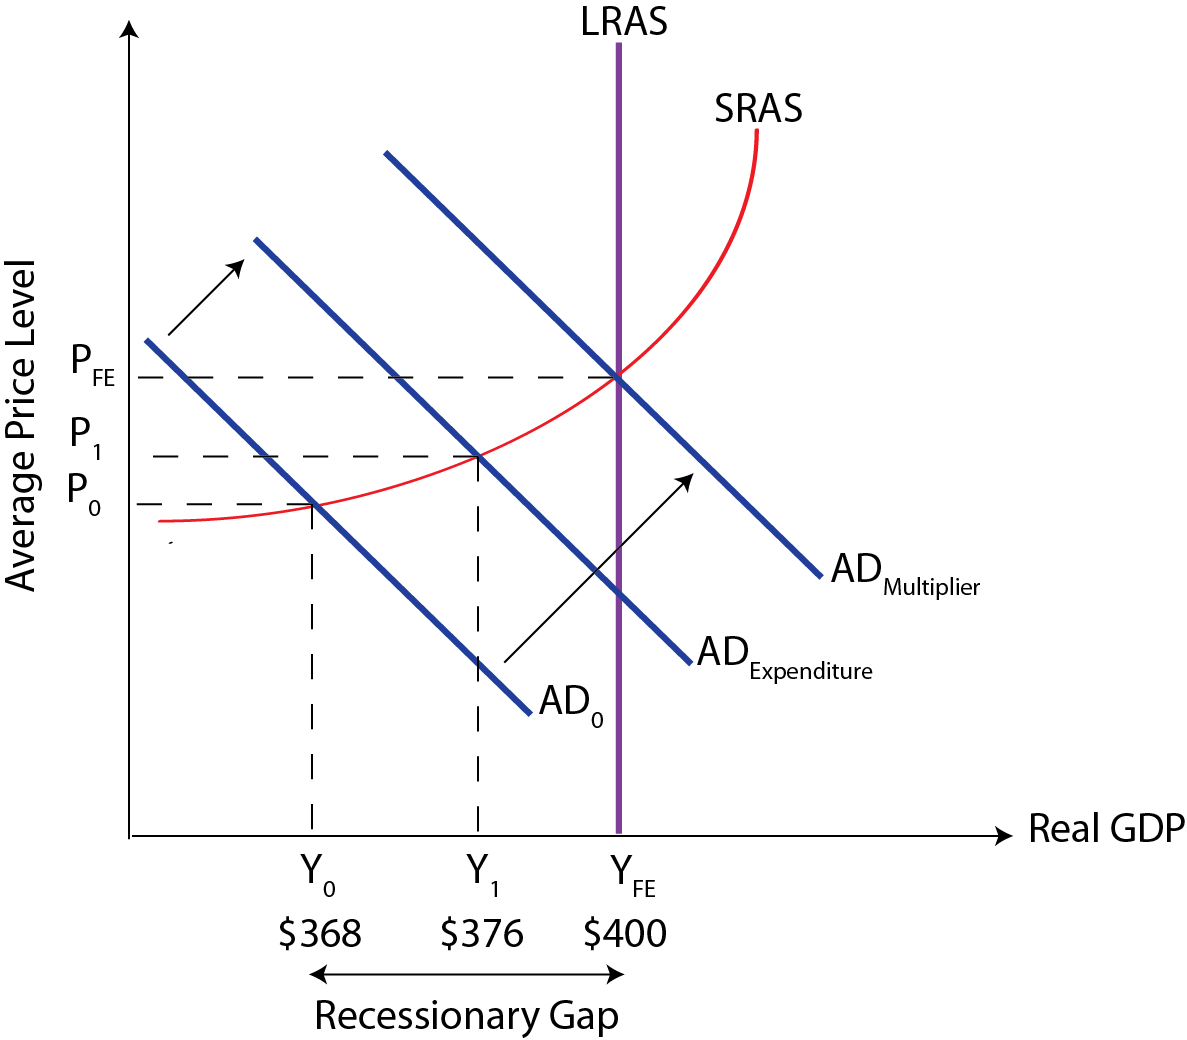 LRAS
SRAS
Average Price Level
PFE
P1
P0
ADMultiplier
ADExpenditure
AD0
Real GDP
Y0 Y1 YFE
$368 $376 $400
Recessionary Gap